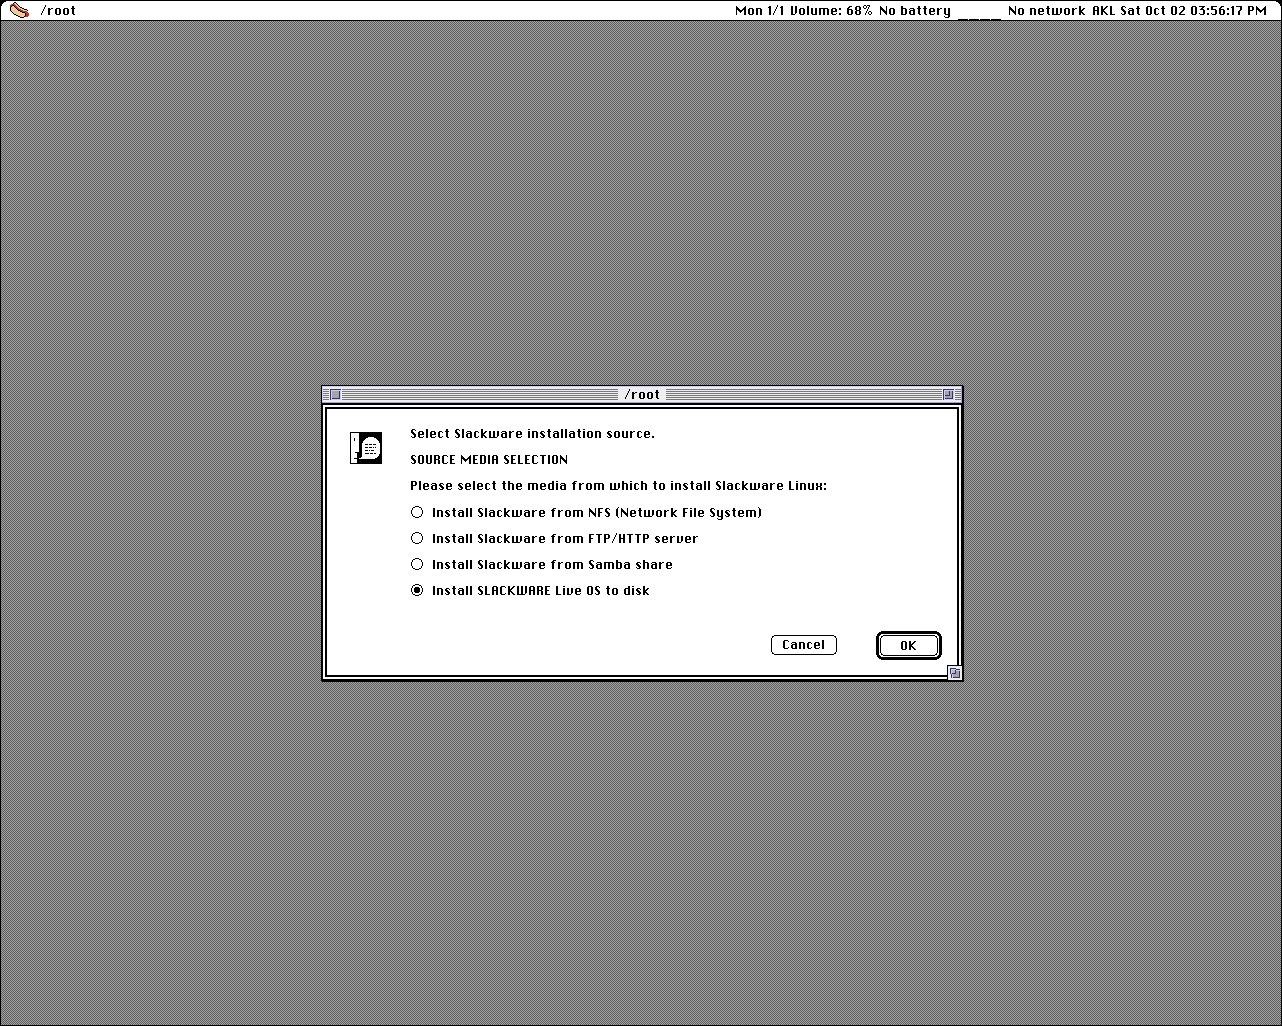 /root Mon 1/1 Volume: 68% No battery ____ No network AKL Sat Oct 02 03:56:17 PM
/root
Select Slackware installation source.
SOURCE MEDIA SELECTION
Please select the media from which to install Slackware Linux:
Install Slackware from NFS (Network File System)
Install Slackware from FTP/HTTP server
Install Slackware from Samba share
Install SLACKWARE Live OS to disk
Cancel OK